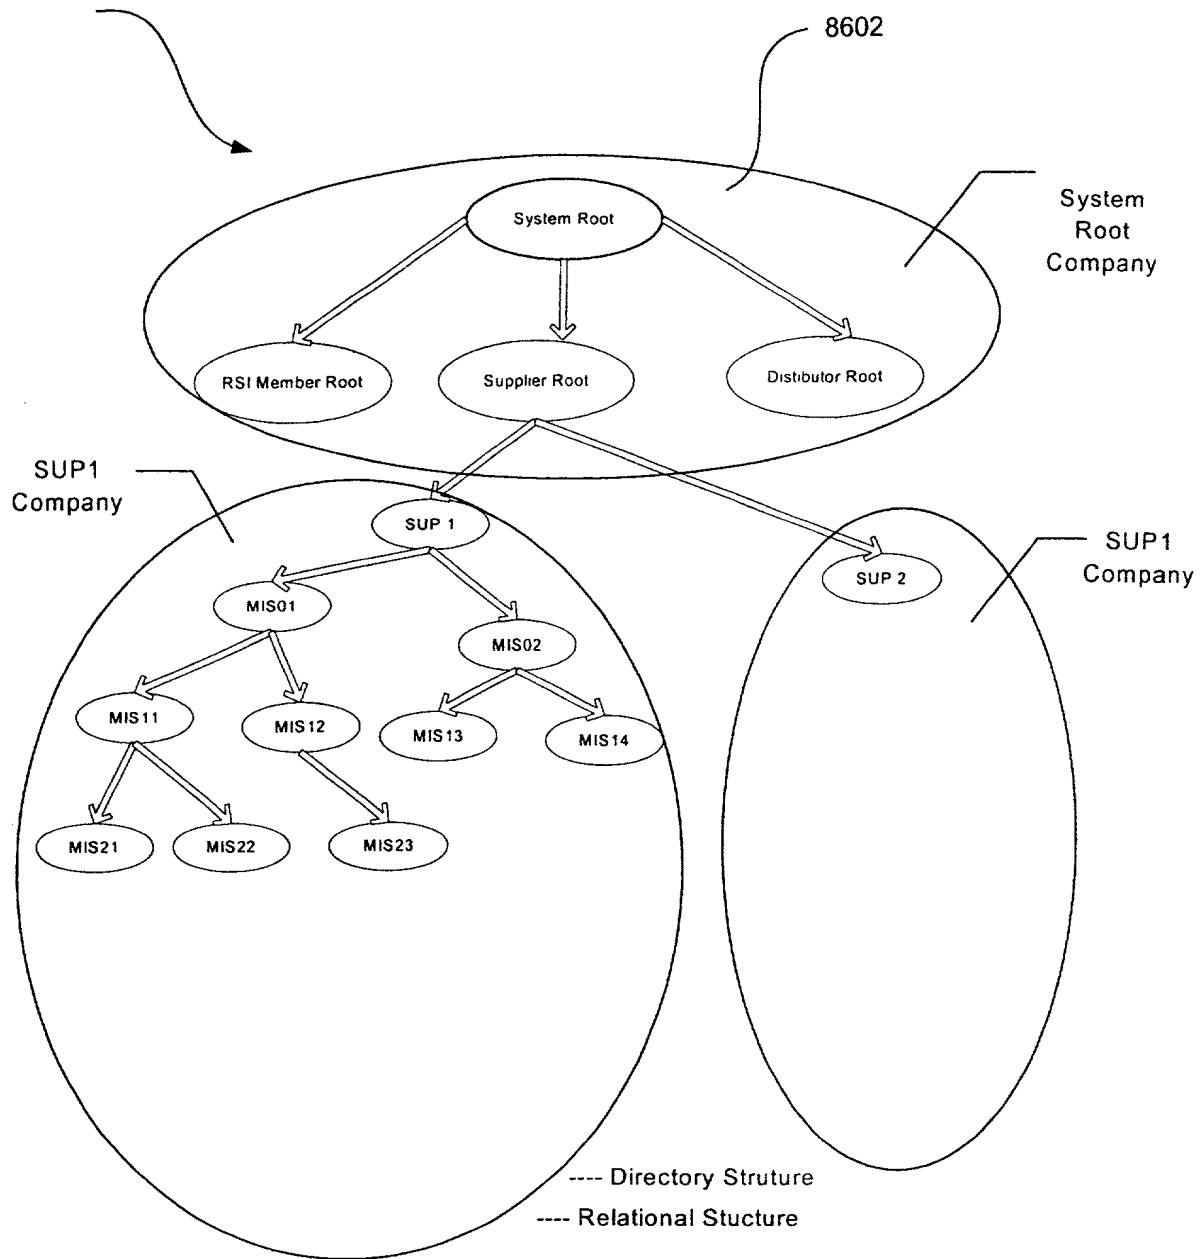 8602
System Root
System
Root
Company
RSI Member Root
Supplier Root
Distibutor Root
SUP1
Company
SUP 1
SUP1
Company
SUP 2
MIS01
MIS02
MIS11
MIS12
MIS13
MIS14
MIS21
MIS22
MIS23
---- Directory Struture
---- Relational Stucture